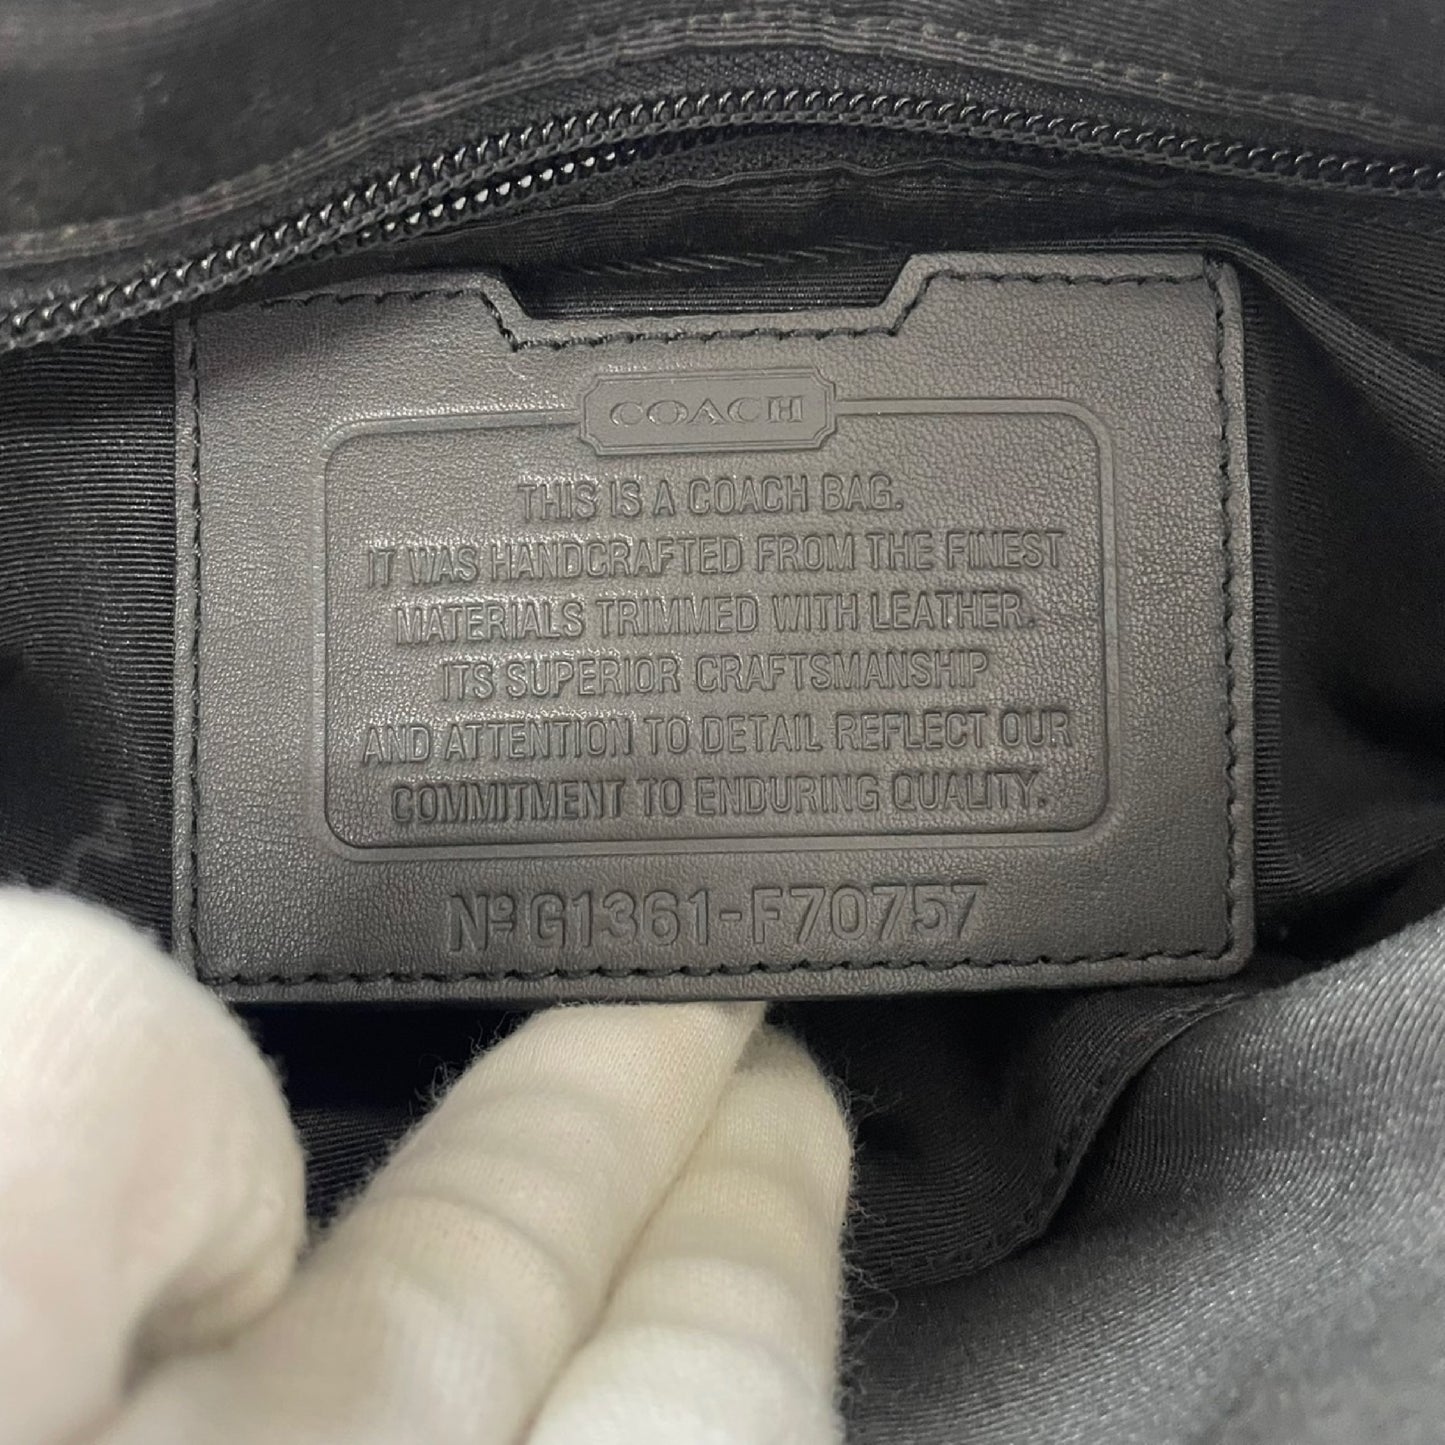 COACH
THIS IS A COACH BAG.
IT WAS HANDCRAFTED FROM THE FINEST
MATERIALS TRIMMED WITH LEATHER.
ITS SUPERIOR CRAFTSMANSHIP
AND ATTENTION TO DETAIL REFLECT OUR
COMMITMENT TO ENDURING QUALITY.
Nº G1361-F70757